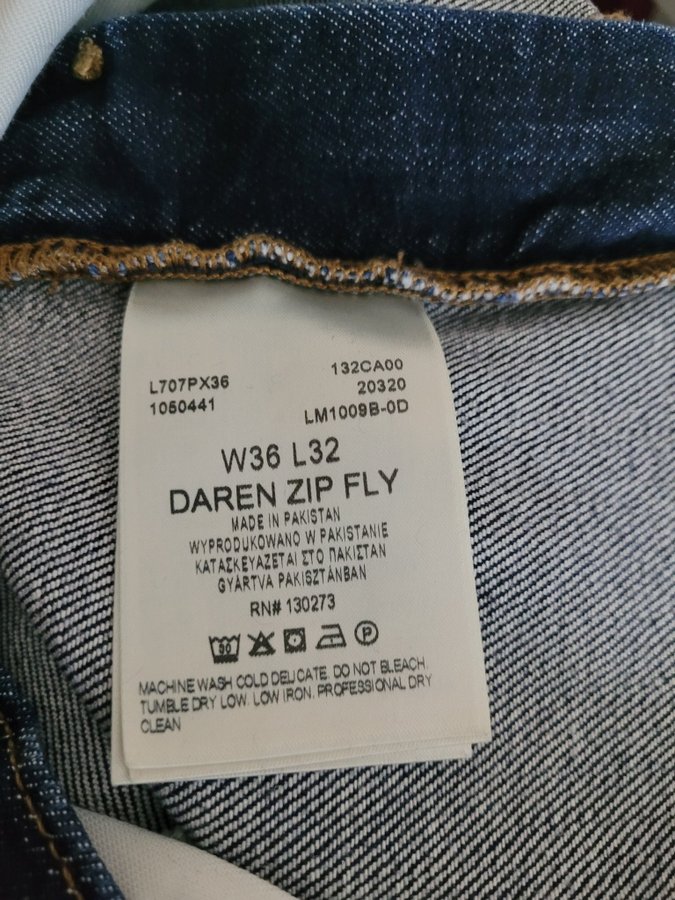 L707PX36
1050441
132CA00
20320
LM1009B-0D
W36 L32
DAREN ZIP FLY
MADE IN PAKISTAN
WYPRODUKOWANO W PAKISTANIE
ΚΑΤΑΣΚΕΥΑΖΕΤΑΙ ΣΤΟ ΠΑΚΙΣΤΑΝ
GYÁRTVA PAKISZTÁNBAN
RN# 130273
30
P
MACHINE WASH COLD DELICATE. DO NOT BLEACH.
TUMBLE DRY LOW. LOW IRON. PROFESSIONAL DRY
CLEAN